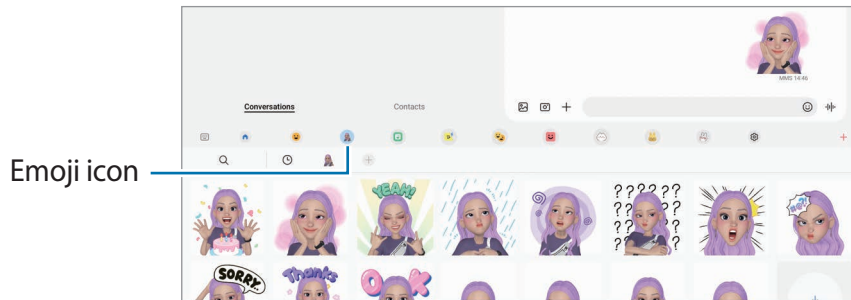 MMS 14:46
Conversations
Contacts
Emoji icon
YEAH!
? ? ? ? ? ? ?
SORRY..
Thanks
O X
#@!